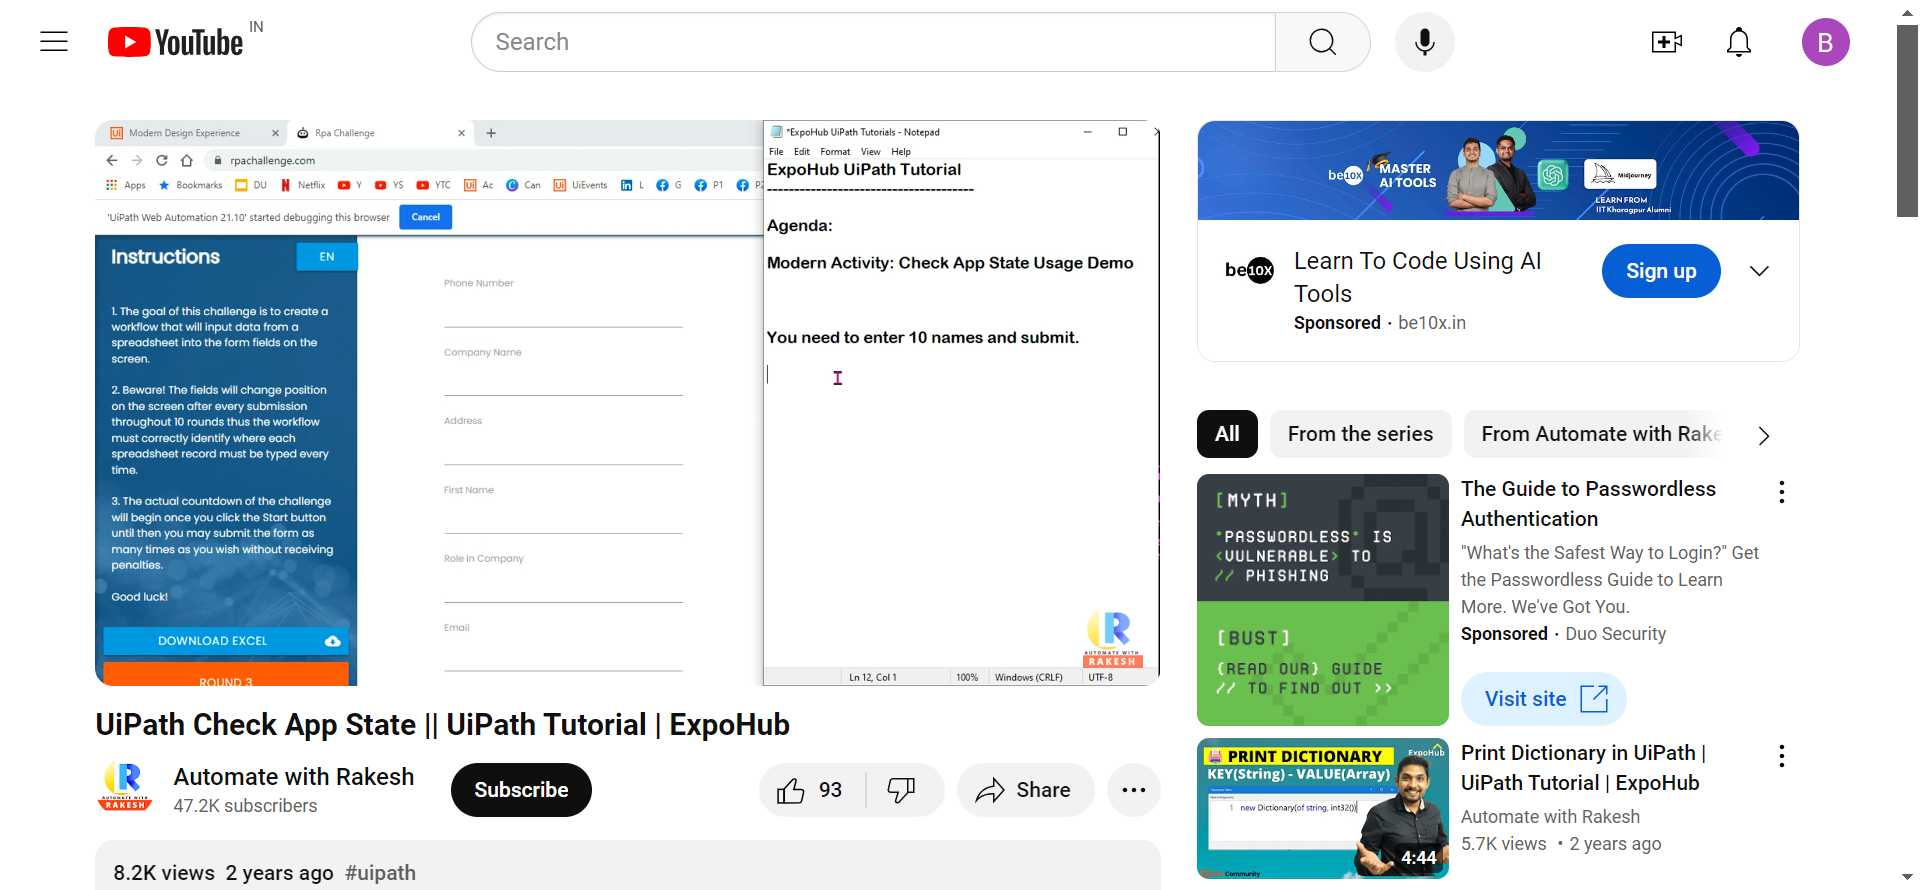 YouTube IN
Search
B
Modern Design Experience
Rpa Challenge
rpachallenge.com
Apps
Bookmarks
DU
Netflix
Y
YS
YTC
Ac
Can
UiEvents
L
G
P1
'UiPath Web Automation 21.10' started debugging this browser
Cancel
Instructions
EN
1. The goal of this challenge is to create a
workflow that will input data from a
spreadsheet into the form fields on the
screen.
2. Beware! The fields will change position
on the screen after every submission
throughout 10 rounds thus the workflow
must correctly identify where each
spreadsheet record must be typed every
time.
3. The actual countdown of the challenge
will begin once you click the Start button
until then you may submit the form as
many times as you wish without receiving
penalties.
Good luck!
DOWNLOAD EXCEL
ROUND 3
Phone Number
Company Name
Address
First Name
Role in Company
Email
*ExpoHub UiPath Tutorials - Notepad
File Edit Format View Help
ExpoHub UiPath Tutorial
--------------------------------------
Agenda:
Modern Activity: Check App State Usage Demo
You need to enter 10 names and submit.
AUTOMATE WITH
RAKESH
Ln 12, Col 1
100%
Windows (CRLF)
UTF-8
UiPath Check App State || UiPath Tutorial | ExpoHub
AUTOMATE WITH
RAKESH
Automate with Rakesh
47.2K subscribers
Subscribe
93
Share
8.2K views 2 years ago #uipath
be10X
MASTER
AI TOOLS
Midjourney
LEARN FROM
IIT Kharagpur Alumni
be10X
Learn To Code Using AI
Tools
Sponsored · be10x.in
Sign up
All
From the series
From Automate with Rake
[MYTH]
"PASSWORDLESS" IS
<VULNERABLE> TO
// PHISHING
[BUST]
{READ OUR} GUIDE
// TO FIND OUT >>
The Guide to Passwordless
Authentication
"What's the Safest Way to Login?" Get
the Passwordless Guide to Learn
More. We've Got You.
Sponsored · Duo Security
Visit site
PRINT DICTIONARY
KEY(String) - VALUE(Array)
ExpoHub
1 new Dictionary(of string, int32())
Community
4:44
Print Dictionary in UiPath |
UiPath Tutorial | ExpoHub
Automate with Rakesh
5.7K views • 2 years ago